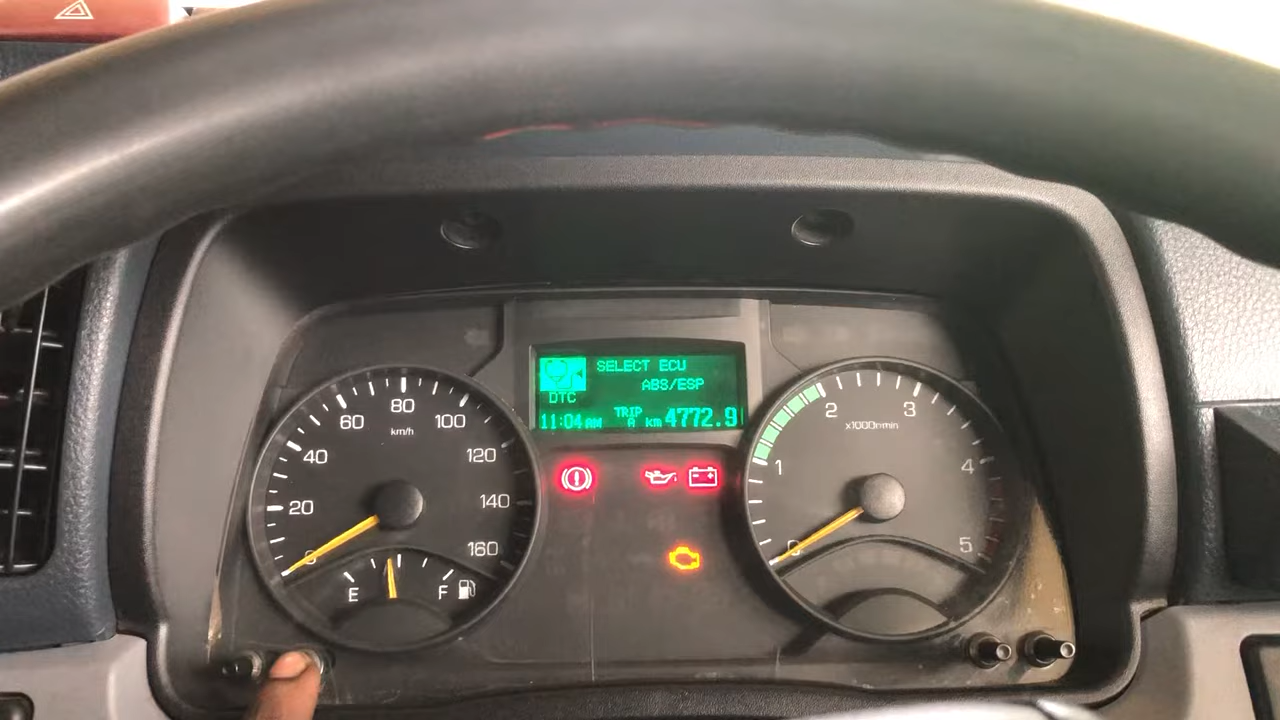 SELECT ECU
ABS/ESP
DTC
11:04 AM TRIP A km 4772.9
0 20 40 60 80 100 120 140 160
km/h
E F
0 1 2 3 4 5
x1000r/min